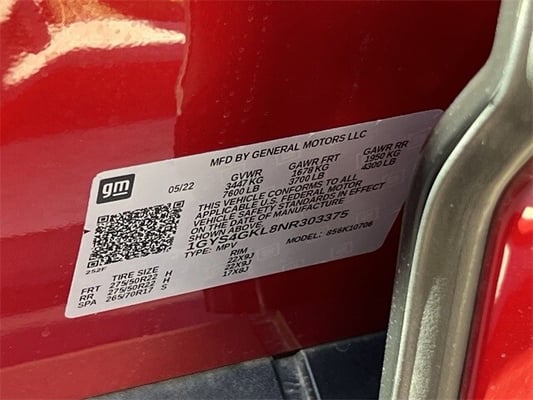 MFD BY GENERAL MOTORS LLC
gm
05/22
GVWR GAWR FRT GAWR RR
3447 KG 1678 KG 1950 KG
7600 LB 3700 LB 4300 LB
THIS VEHICLE CONFORMS TO ALL
APPLICABLE U.S. FEDERAL MOTOR
VEHICLE SAFETY STANDARDS IN EFFECT
ON THE DATE OF MANUFACTURE
SHOWN ABOVE.
1GYS4GKL8NR303375
TYPE: MPV MODEL: 856K10706
252F
TIRE SIZE RIM
FRT 275/50R22 H 22X9J
RR 275/50R22 H 22X9J
SPA 265/70R17 S 17X8J